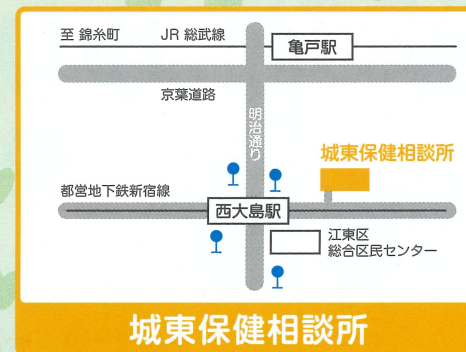 至 錦糸町 JR 総武線
亀戸駅
京葉道路
明治通り
城東保健相談所
都営地下鉄新宿線
西大島駅
江東区
総合区民センター
城東保健相談所